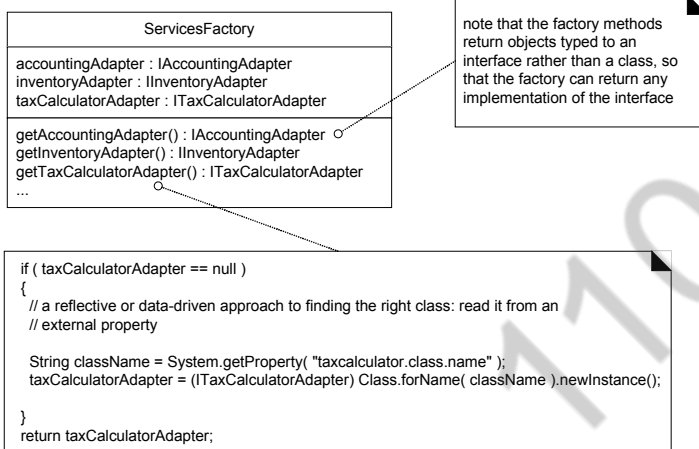 ServicesFactory
accountingAdapter : IAccountingAdapter
inventoryAdapter : IInventoryAdapter
taxCalculatorAdapter : ITaxCalculatorAdapter
getAccountingAdapter() : IAccountingAdapter
getInventoryAdapter() : IInventoryAdapter
getTaxCalculatorAdapter() : ITaxCalculatorAdapter
...
note that the factory methods
return objects typed to an
interface rather than a class, so
that the factory can return any
implementation of the interface
if ( taxCalculatorAdapter == null )
{
// a reflective or data-driven approach to finding the right class: read it from an
// external property
String className = System.getProperty( "taxcalculator.class.name" );
taxCalculatorAdapter = (ITaxCalculatorAdapter) Class.forName( className ).newInstance();
}
return taxCalculatorAdapter;
110